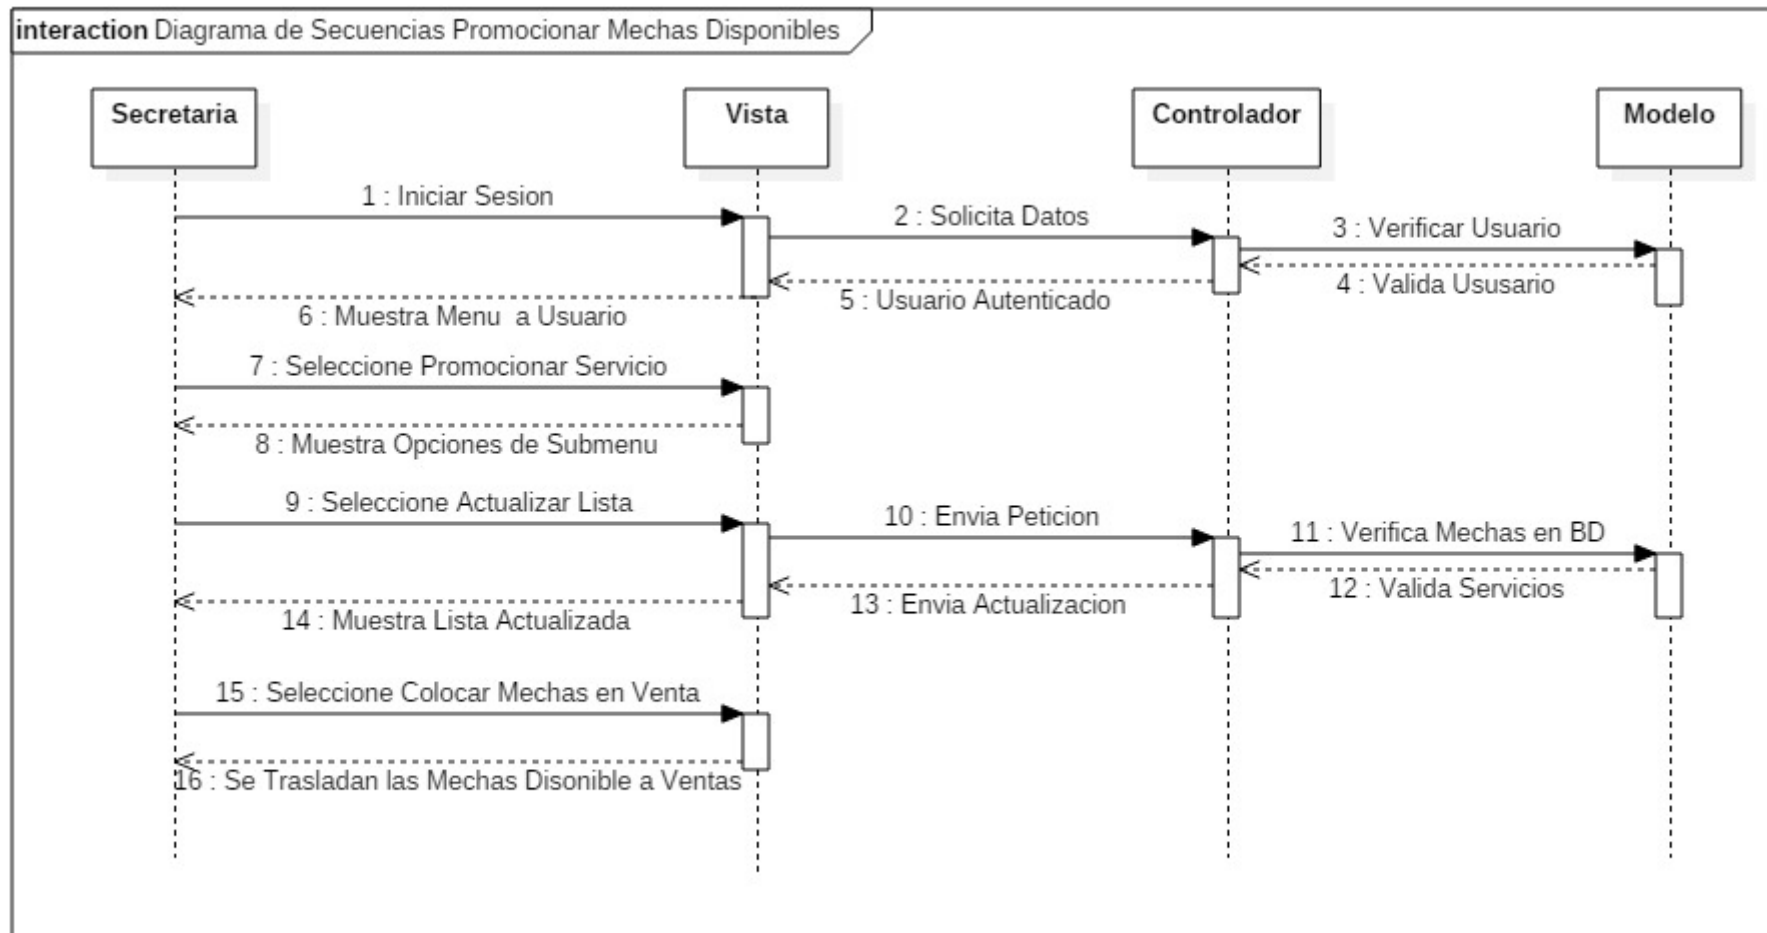 interaction Diagrama de Secuencias Promocionar Mechas Disponibles
Secretaria
Vista
Controlador
Modelo
1 : Iniciar Sesion
2 : Solicita Datos
3 : Verificar Usuario
4 : Valida Ususario
5 : Usuario Autenticado
6 : Muestra Menu  a Usuario
7 : Seleccione Promocionar Servicio
8 : Muestra Opciones de Submenu
9 : Seleccione Actualizar Lista
10 : Envia Peticion
11 : Verifica Mechas en BD
12 : Valida Servicios
13 : Envia Actualizacion
14 : Muestra Lista Actualizada
15 : Seleccione Colocar Mechas en Venta
16 : Se Trasladan las Mechas Disonible a Ventas